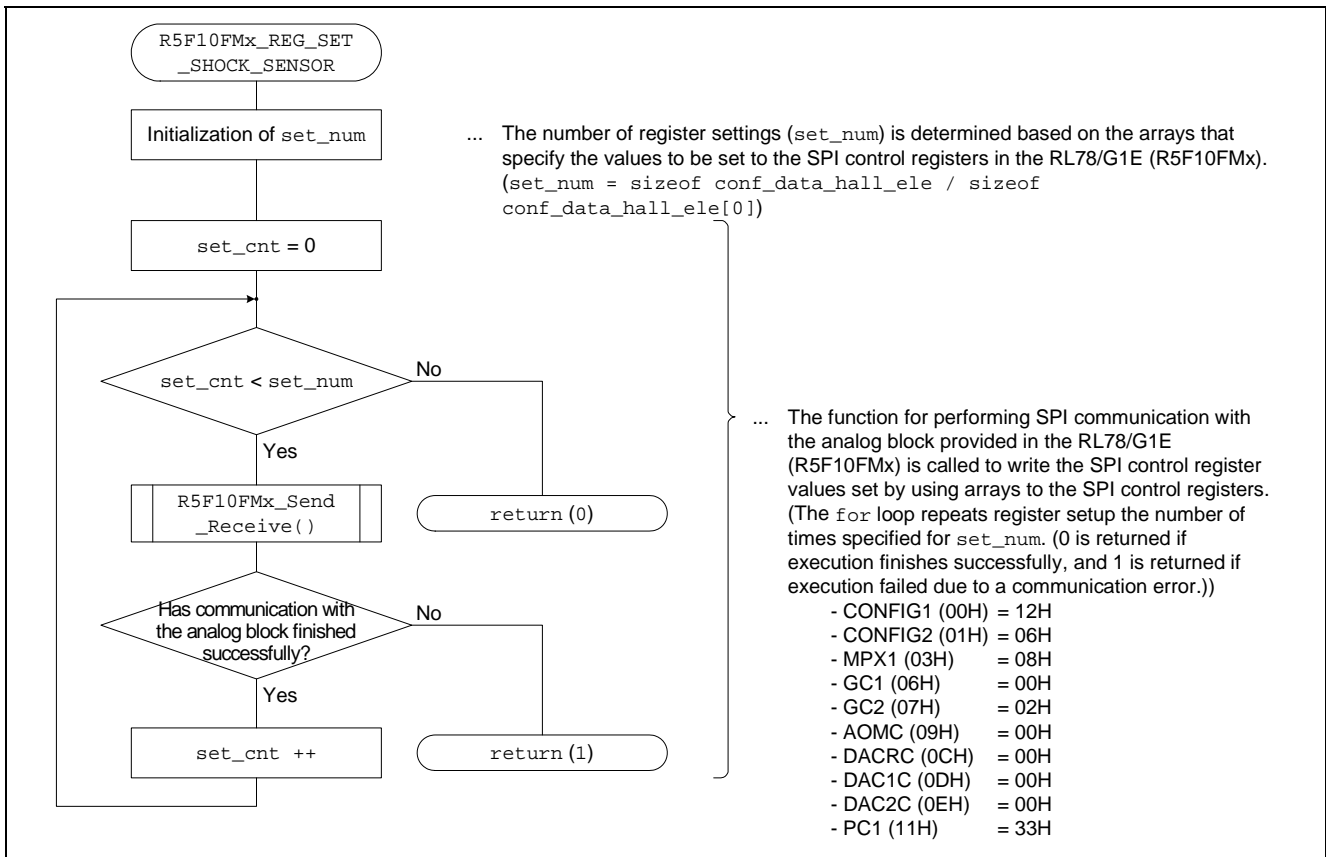 R5F10FMx_REG_SET
_SHOCK_SENSOR
Initialization of set_num
... The number of register settings (set_num) is determined based on the arrays that
specify the values to be set to the SPI control registers in the RL78/G1E (R5F10FMx).
(set_num = sizeof conf_data_hall_ele / sizeof
conf_data_hall_ele[0])
set_cnt = 0
set_cnt < set_num
No
Yes
R5F10FMx_Send
_Receive()
return (0)
Has communication with
the analog block finished
successfully?
No
Yes
set_cnt ++
return (1)
... The function for performing SPI communication with
the analog block provided in the RL78/G1E
(R5F10FMx) is called to write the SPI control register
values set by using arrays to the SPI control registers.
(The for loop repeats register setup the number of
times specified for set_num. (0 is returned if
execution finishes successfully, and 1 is returned if
execution failed due to a communication error.))
- CONFIG1 (00H) = 12H
- CONFIG2 (01H) = 06H
- MPX1 (03H) = 08H
- GC1 (06H) = 00H
- GC2 (07H) = 02H
- AOMC (09H) = 00H
- DACRC (0CH) = 00H
- DAC1C (0DH) = 00H
- DAC2C (0EH) = 00H
- PC1 (11H) = 33H